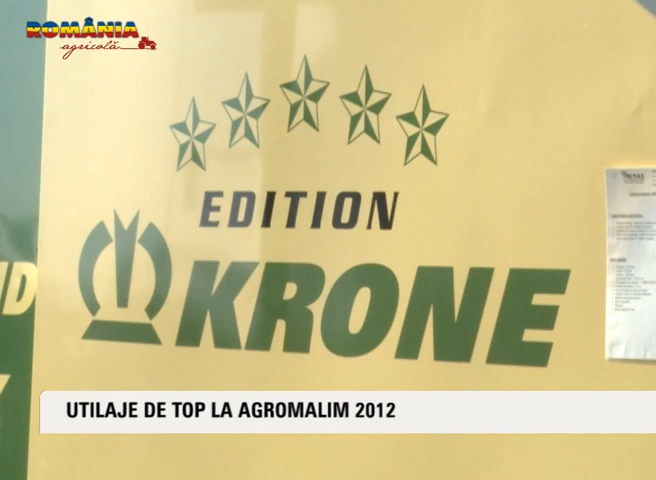 ROMÂNIA
agricolă
EDITION
KRONE
UTILAJE DE TOP LA AGROMALIM 2012